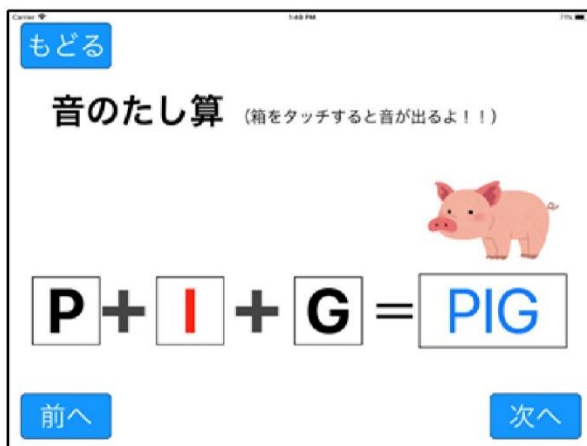 Carrier 1:49 PM 71%
もどる
音のたし算 (箱をタッチすると音が出るよ！！)
P+I+G=PIG
前へ 次へ